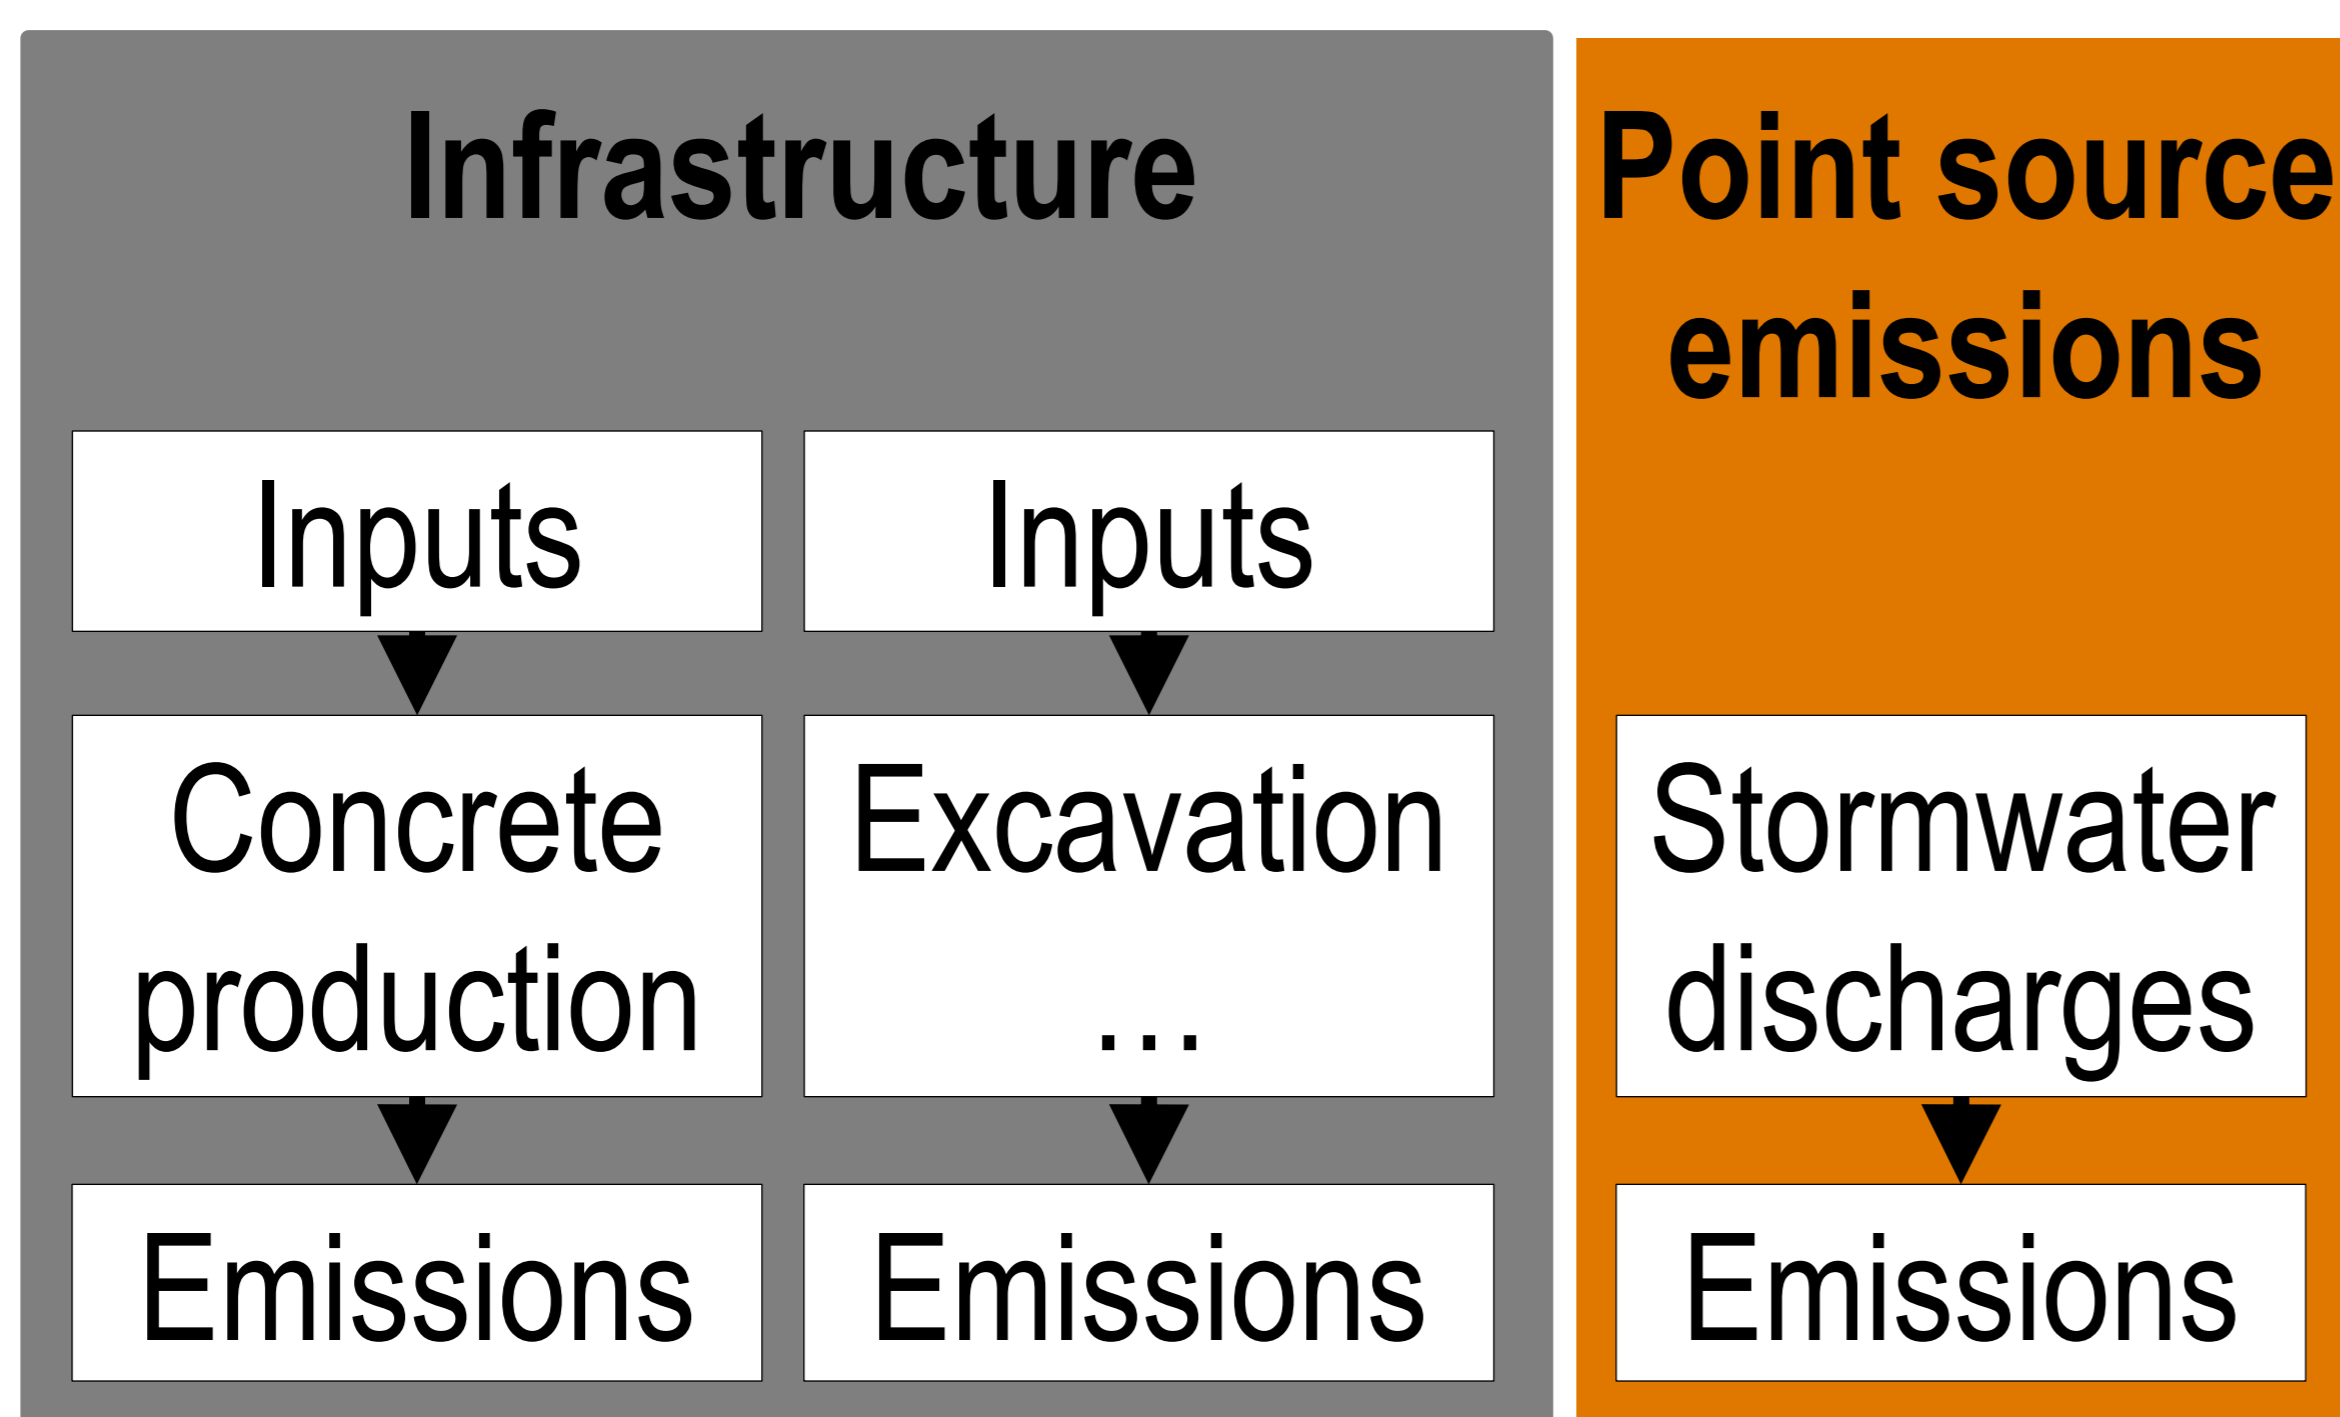 Infrastructure
Inputs
Concrete
production
Emissions
Inputs
Excavation
...
Emissions
Point source
emissions
Stormwater
discharges
Emissions